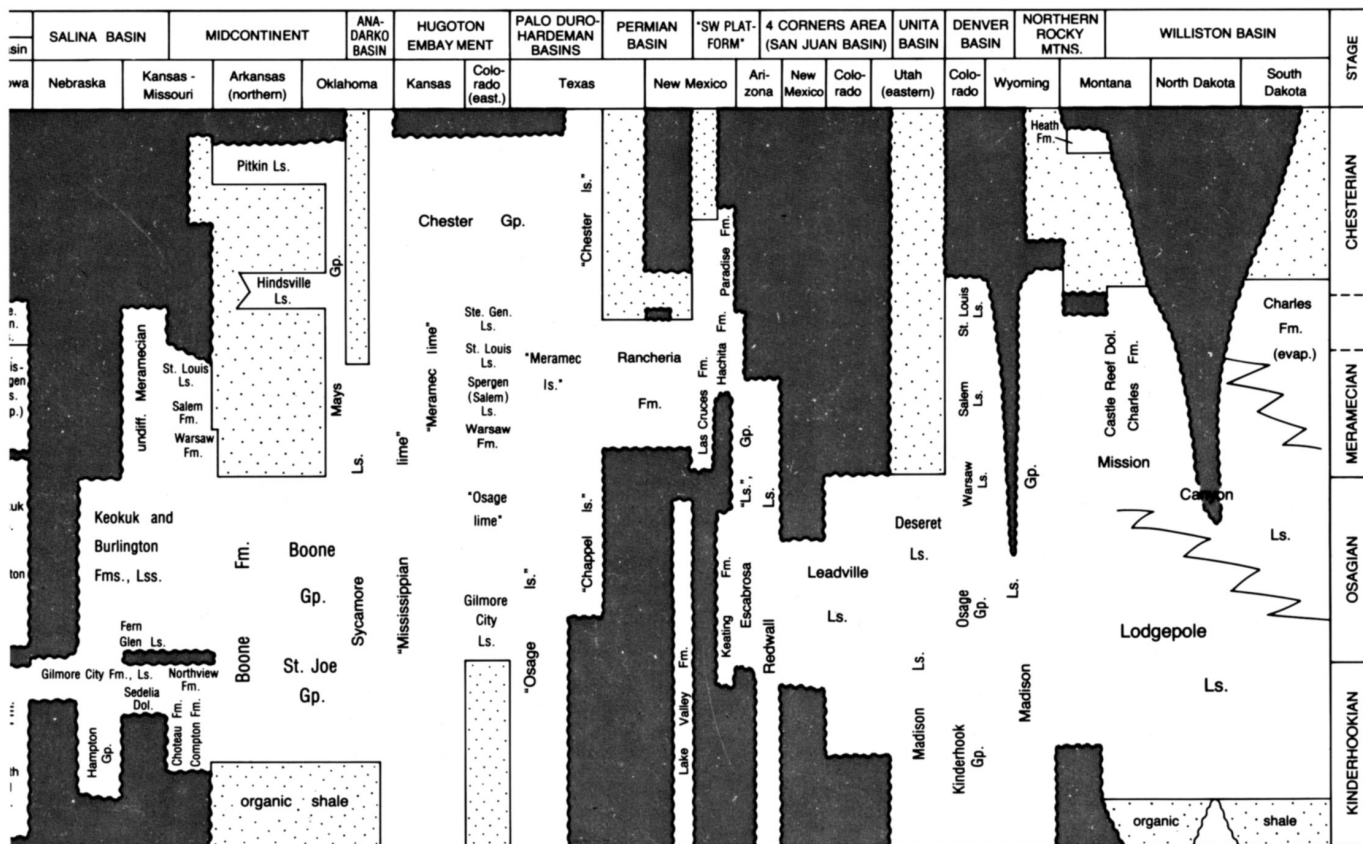 SALINA BASIN
MIDCONTINENT
ANA-
DARKO
BASIN
HUGOTON
EMBAY MENT
PALO DURO-
HARDEMAN
BASINS
PERMIAN
BASIN
"SW PLAT-
FORM"
4 CORNERS AREA
(SAN JUAN BASIN)
UNITA
BASIN
DENVER
BASIN
NORTHERN
ROCKY
MTNS.
WILLISTON BASIN
STAGE
Nebraska
Kansas -
Missouri
Arkansas
(northern)
Oklahoma
Kansas
Colo-
rado
(east.)
Texas
New Mexico
Ari-
zona
New
Mexico
Colo-
rado
Utah
(eastern)
Colo-
rado
Wyoming
Montana
North Dakota
South
Dakota
Pitkin Ls.
Hindsville
Ls.
Mays Gp.
Chester Gp.
"Chester ls."
Paradise Fm.
Heath
Fm.
CHESTERIAN
undiff. Meramecian
St. Louis
Ls.
Salem
Fm.
Warsaw
Fm.
"Meramec lime"
Ste. Gen.
Ls.
St. Louis
Ls.
Spergen
(Salem)
Ls.
Warsaw
Fm.
"Meramec
ls."
Rancheria
Fm.
Las Cruces Fm.
Hachita Fm.
St. Louis Ls.
Salem Ls.
Warsaw Ls.
Castle Reef Dol.
Charles Fm.
Charles
Fm.
(evap.)
MERAMECIAN
Keokuk and
Burlington
Fms., Lss.
Boone Fm.
Boone
Gp.
Sycamore Ls.
"Mississippian lime"
"Osage
lime"
Gilmore
City
Ls.
"Osage ls."
"Chappel ls."
Lake Valley Fm.
Keating Fm.
Escabrosa "Ls.", Gp.
Redwall Ls.
Leadville
Ls.
Deseret
Ls.
Osage Gp.
Madison Ls. Gp.
Mission
Canyon
Ls.
OSAGIAN
Fern
Glen Ls.
Gilmore City Fm., Ls.
Sedelia
Dol.
Northview
Fm.
Hampton Gp.
Choteau Fm.
Compton Fm.
St. Joe
Gp.
organic shale
Madison Ls.
Kinderhook Gp.
Lodgepole
Ls.
organic shale
KINDERHOOKIAN